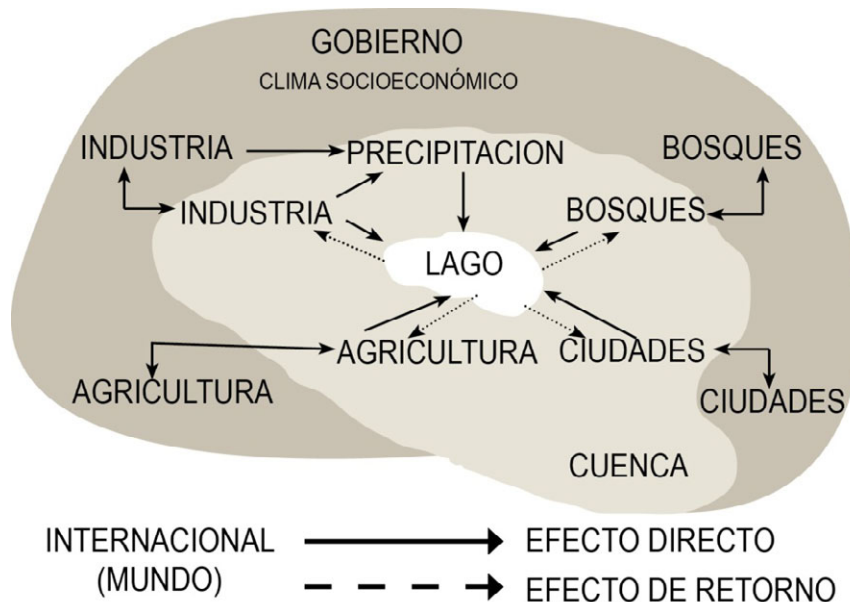 GOBIERNO
CLIMA SOCIOECONÓMICO
INDUSTRIA
PRECIPITACION
BOSQUES
INDUSTRIA
BOSQUES
LAGO
AGRICULTURA
CIUDADES
AGRICULTURA
CIUDADES
CUENCA
INTERNACIONAL
(MUNDO)
EFECTO DIRECTO
EFECTO DE RETORNO